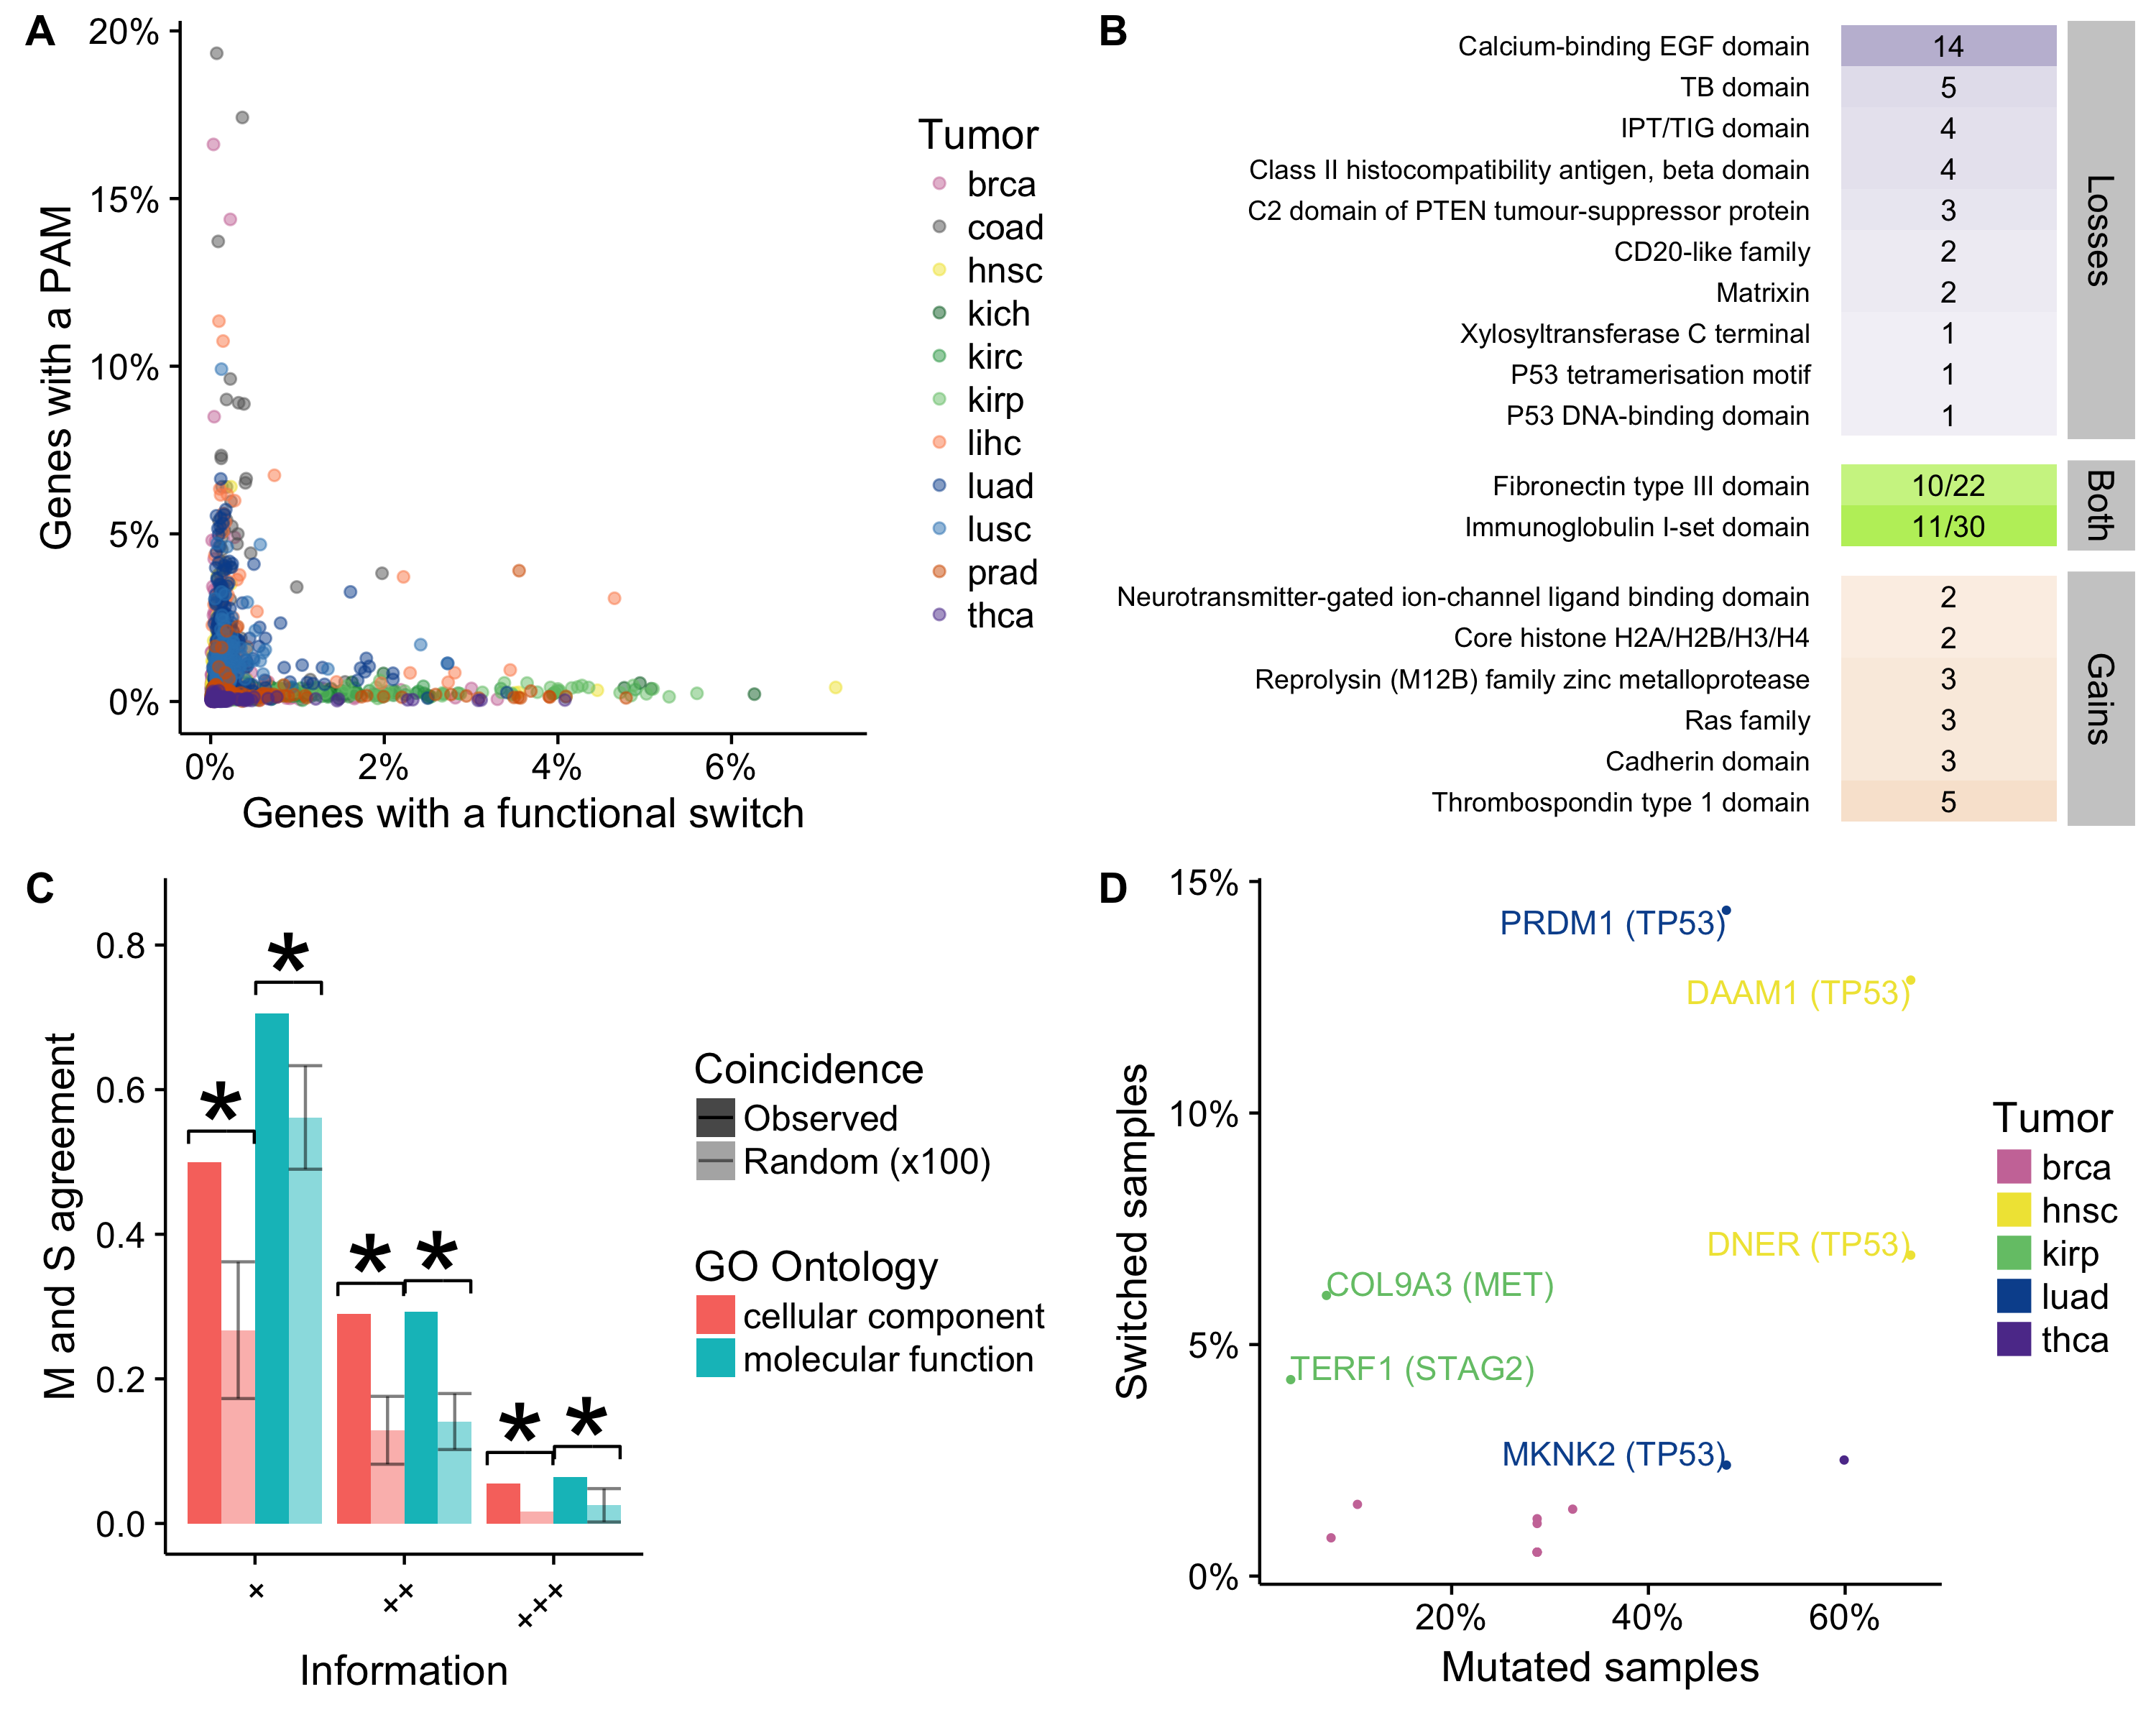 A
20%
15%
10%
5%
0%
Genes with a PAM
0%
2%
4%
6%
Genes with a functional switch
Tumor
brca
coad
hnsc
kich
kirc
kirp
lihc
luad
lusc
prad
thca
B
Calcium-binding EGF domain 14
TB domain 5
IPT/TIG domain 4
Class II histocompatibility antigen, beta domain 4
C2 domain of PTEN tumour-suppressor protein 3
CD20-like family 2
Matrixin 2
Xylosyltransferase C terminal 1
P53 tetramerisation motif 1
P53 DNA-binding domain 1
Losses
Fibronectin type III domain 10/22
Immunoglobulin I-set domain 11/30
Both
Neurotransmitter-gated ion-channel ligand binding domain 2
Core histone H2A/H2B/H3/H4 2
Reprolysin (M12B) family zinc metalloprotease 3
Ras family 3
Cadherin domain 3
Thrombospondin type 1 domain 5
Gains
C
0.8
0.6
0.4
0.2
0.0
M and S agreement
*
*
*
*
*
*
+
++
+++
Information
Coincidence
Observed
Random (x100)
GO Ontology
cellular component
molecular function
D
15%
10%
5%
0%
Switched samples
PRDM1 (TP53)
DAAM1 (TP53)
DNER (TP53)
COL9A3 (MET)
TERF1 (STAG2)
MKNK2 (TP53)
20%
40%
60%
Mutated samples
Tumor
brca
hnsc
kirp
luad
thca